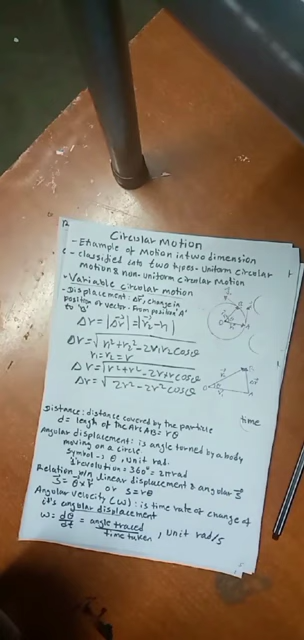 Circular Motion
- Example of Motion in two dimension
- classified into two types - Uniform circular
motion & non-uniform circular motion
- Variable circular motion
- Displacement: Δr, change in
position of vector - From position 'A'
to 'B'
Δr = |Δr| = |r2 - r1|
Δr = √r1² + r2² - 2r1r2 cosθ
r1 = r2 = r
Δr = √r² + r² - 2r×r cosθ
Δr = √2r² - 2r² cosθ
Distance: distance covered by the particle
d = length of the Arc AB = rθ
time
Angular displacement: is angle torned by a body
moving on a circle
symbol - θ, Unit rad.
1 revolution = 360° = 2π rad
Relation b/n linear displacement & angular
S = θ × r or s = rθ
Angular velocity (ω): is time rate of change of
it's angular displacement
ω = dθ/dt = angle traced / time taken, Unit rad/s